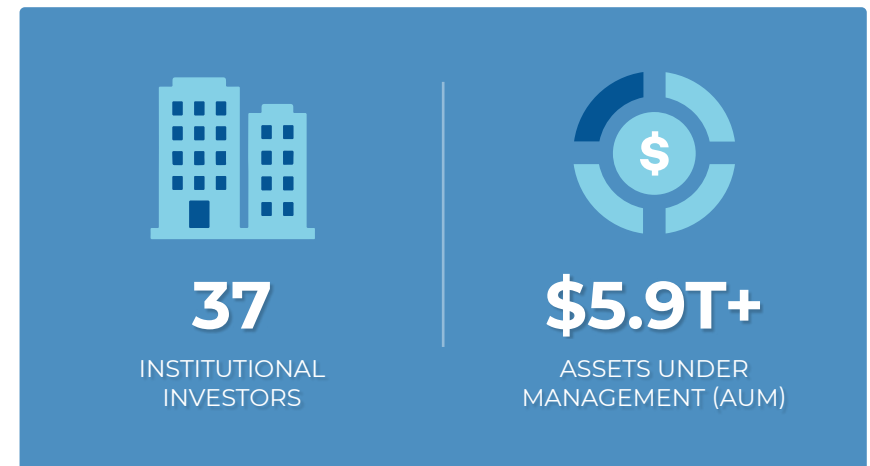 $
37
INSTITUTIONAL
INVESTORS
$5.9T+
ASSETS UNDER
MANAGEMENT (AUM)